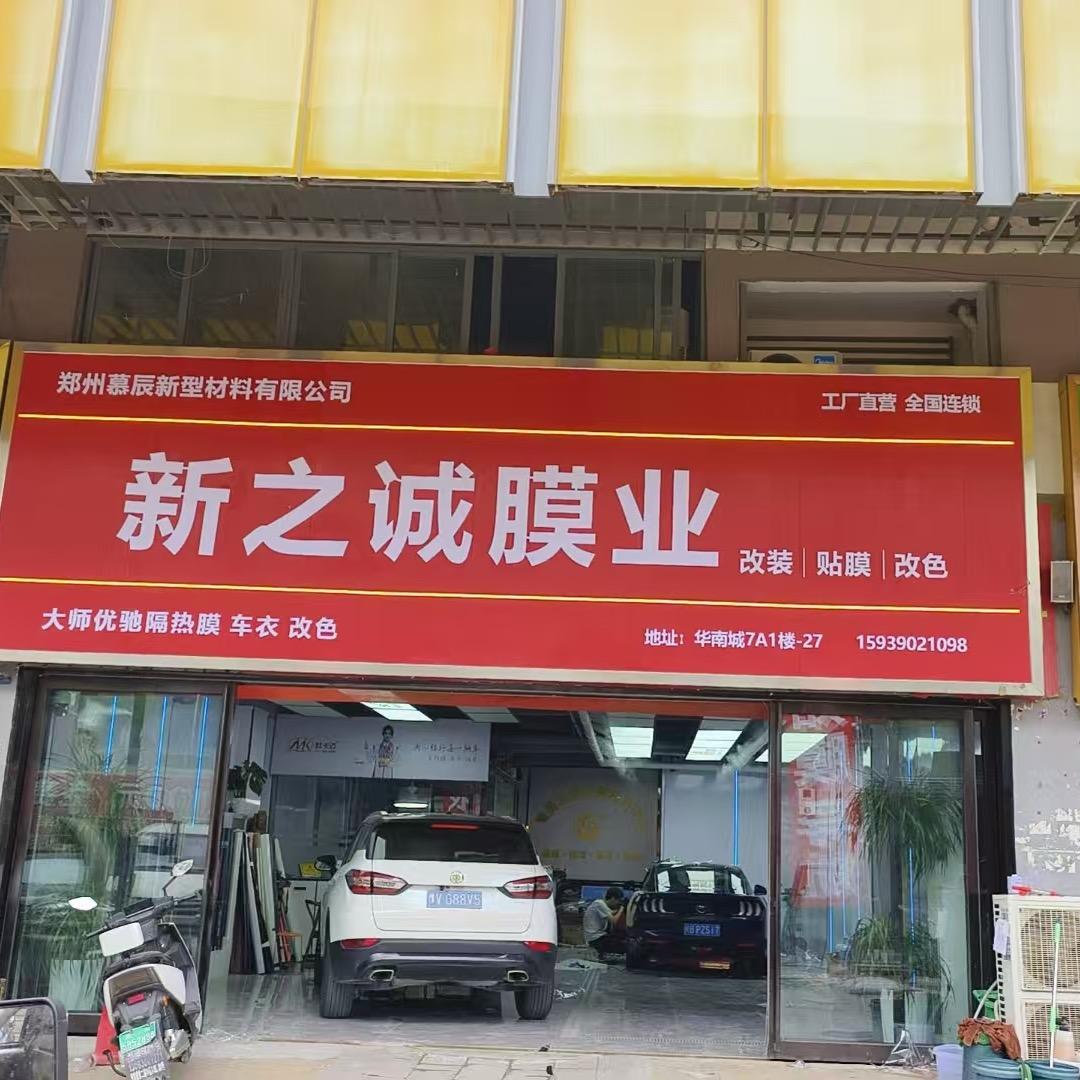 郑州慕辰新型材料有限公司
工厂直营 全国连锁
新之诚膜业
改装 | 贴膜 | 改色
大师优驰隔热膜 车衣 改色
地址：华南城7A1楼-27 15939021098
MK